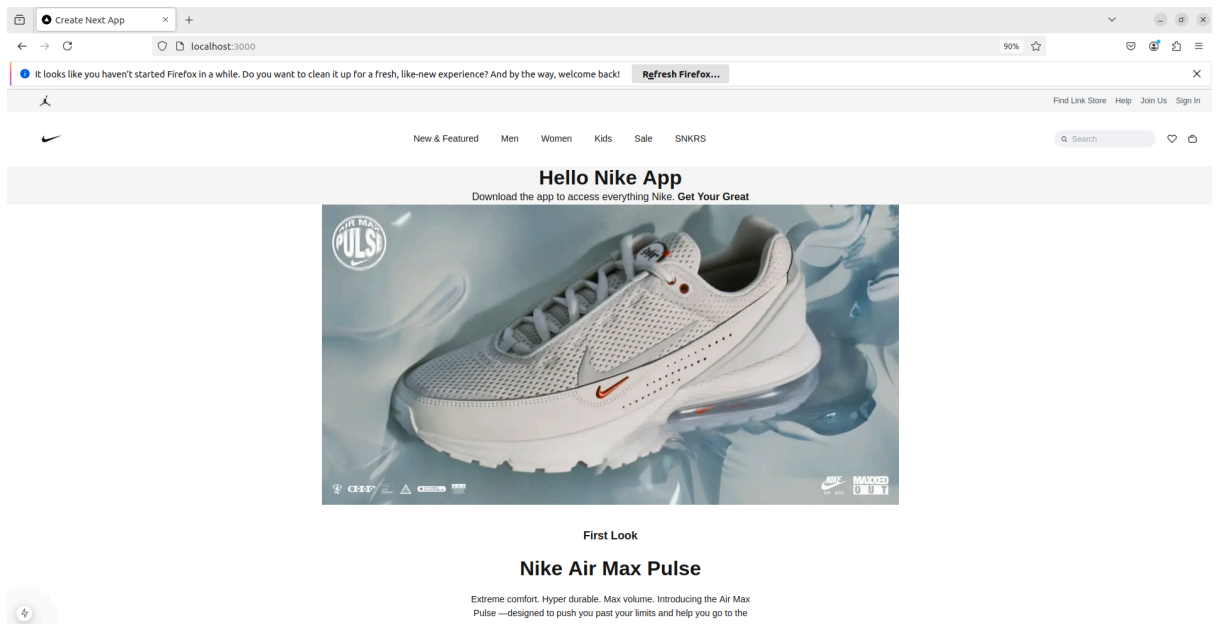 Create Next App
localhost:3000
90%
It looks like you haven't started Firefox in a while. Do you want to clean it up for a fresh, like-new experience? And by the way, welcome back! Refresh Firefox...
Find Link Store Help Join Us Sign In
New & Featured Men Women Kids Sale SNKRS
Search
Hello Nike App
Download the app to access everything Nike. Get Your Great
AIR MAX
PULSE
NIKE
AIR MAX
MAXXED
OUT
First Look
Nike Air Max Pulse
Extreme comfort. Hyper durable. Max volume. Introducing the Air Max
Pulse —designed to push you past your limits and help you go to the